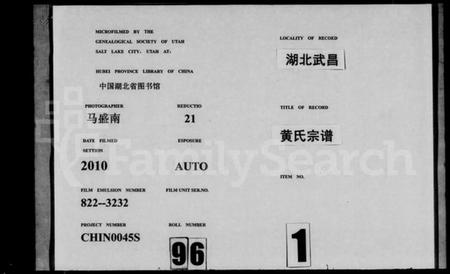 MICROFILMED BY THE
GENEALOGICAL SOCIETY OF UTAH
SALT LAKE CITY, UTAH AT:
HUBEI PROVINCE LIBRARY OF CHINA
中国湖北省图书馆
PHOTOGRAPHER
REDUCTIO
马盛南
21
DATE FILMED
EXPOSURE
SETTION
2010
AUTO
FILM EMULSION NUMBER
FILM UNIT SER.NO.
822--3232
PROJECT NUMBER
ROLL NUMBER
CHIN0045S
96
LOCALITY OF RECORD
湖北武昌
TITLE OF RECORD
黄氏宗谱
ITEM NO.
1
FamilySearch